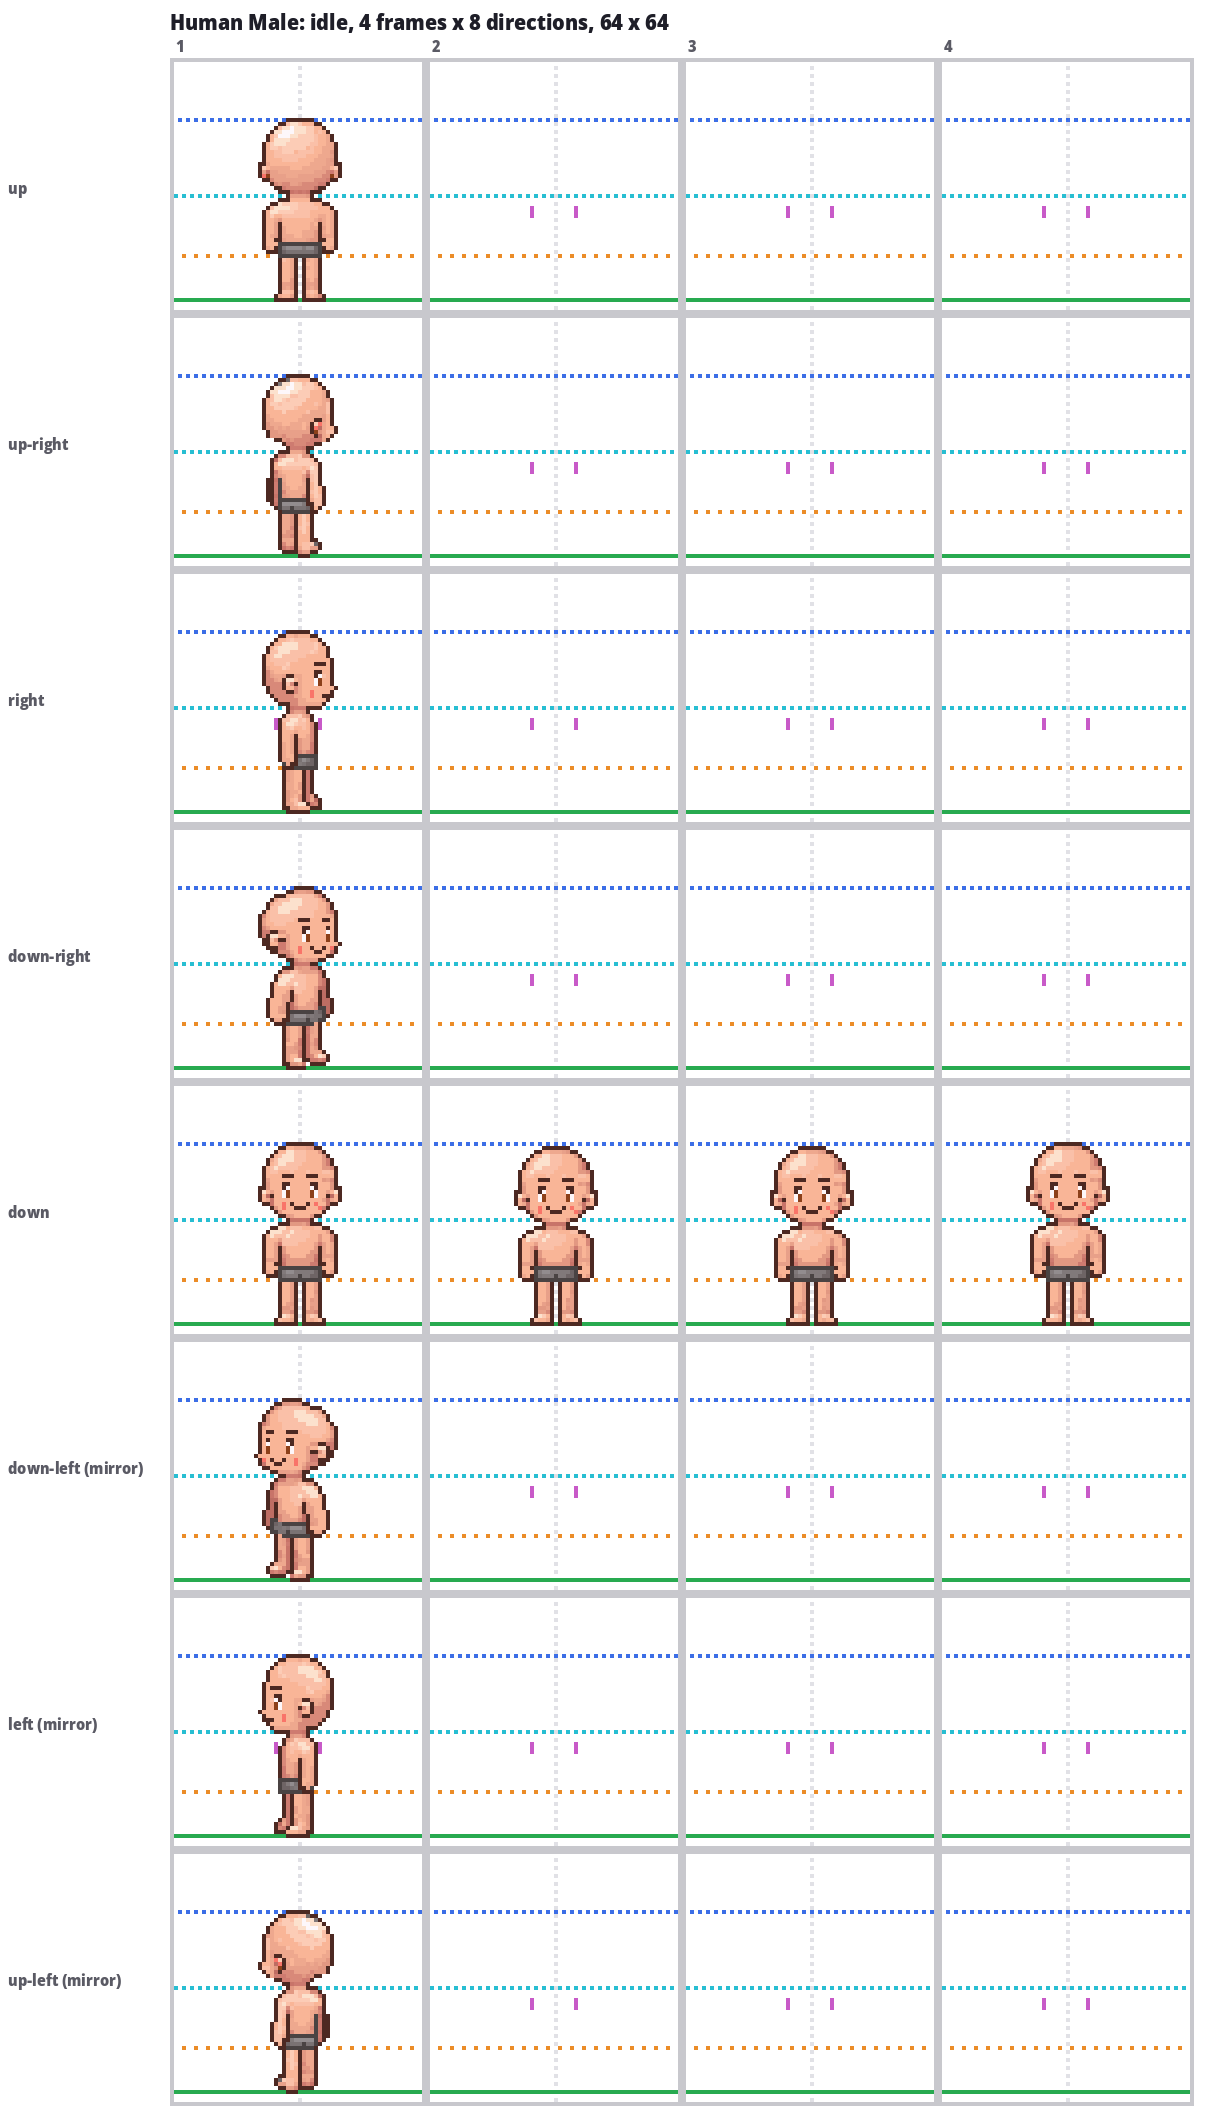 Human Male: idle, 4 frames x 8 directions, 64 x 64
1 2 3 4
up
up-right
right
down-right
down
down-left (mirror)
left (mirror)
up-left (mirror)